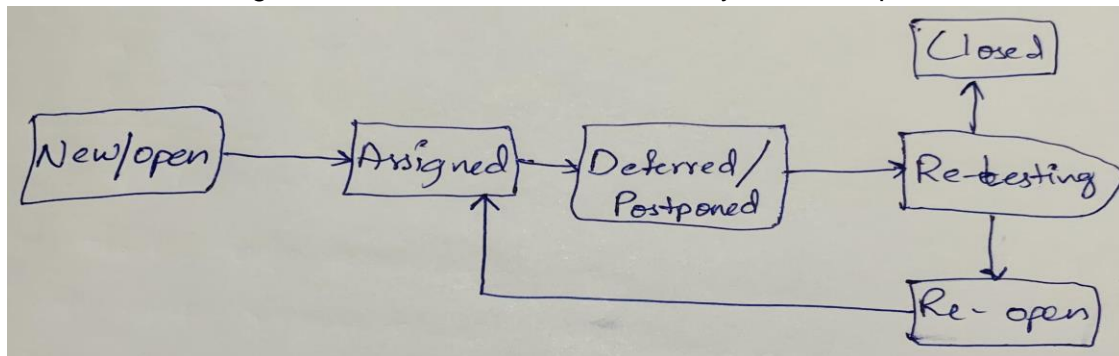 Closed
New/open
Assigned
Deferred/
Postponed
Re-testing
Re-open